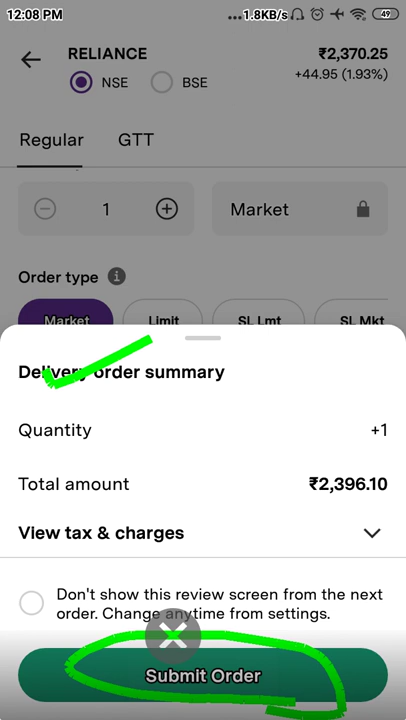 12:08 PM
...1.8KB/s
49
RELIANCE
₹2,370.25
NSE
BSE
+44.95 (1.93%)
Regular
GTT
1
Market
Order type
Market
Limit
SL Lmt
SL Mkt
Delivery order summary
Quantity
+1
Total amount
₹2,396.10
View tax & charges
Don't show this review screen from the next
order. Change anytime from settings.
Submit Order